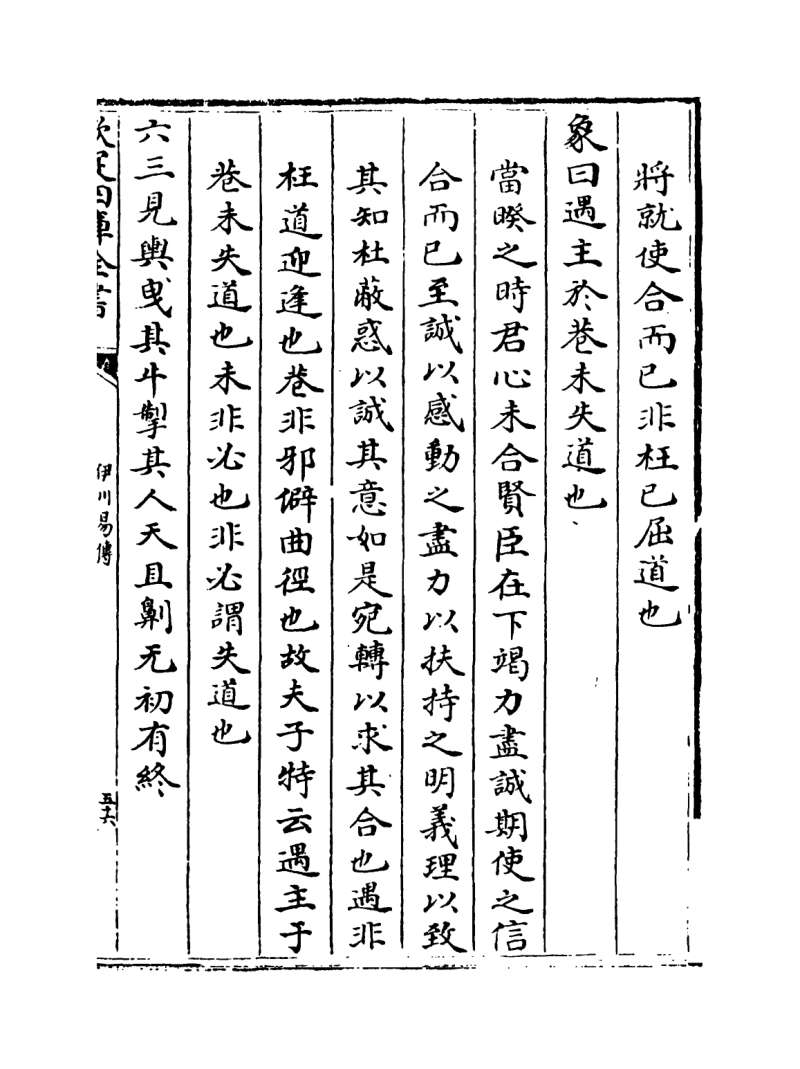 將就使合而已非枉已屈道也
象曰遇主於巷未失道也
當暌之時君心未合賢臣在下竭力盡誠期使之信
合而已至誠以感動之盡力以扶持之明義理以致
其知杜蔽惑以誠其意如是宛轉以求其合也遇非
枉道迎逢也巷非邪僻曲徑也故夫子特云遇主于
巷未失道也未非必也非必謂失道也
六三見輿曵其牛掣其人天且劓无初有終
欽定四庫全書
伊川易傳
五十六